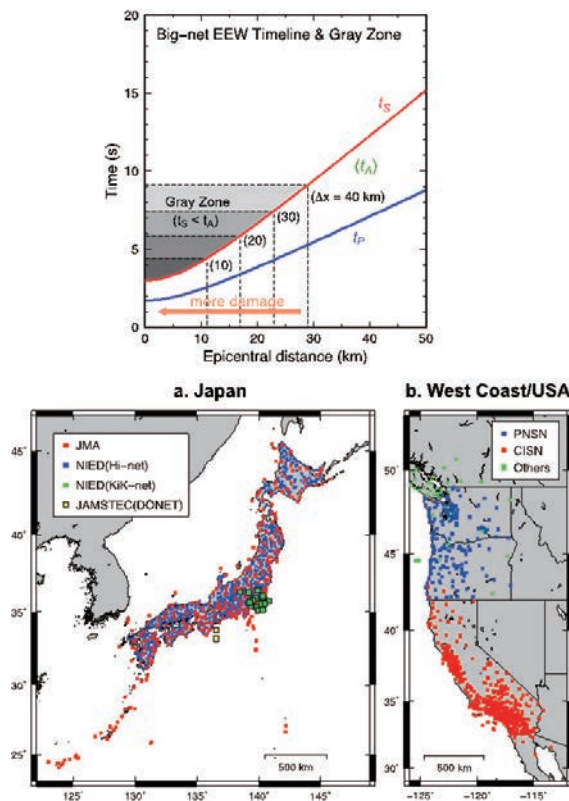 Big-net EEW Timeline & Gray Zone
20
15
10
5
0
Time (s)
tS
(tA)
tP
Gray Zone
(tS < tA)
(Δx = 40 km)
(30)
(20)
(10)
more damage
0 10 20 30 40 50
Epicentral distance (km)
a. Japan
JMA
NIED(Hi-net)
NIED(KiK-net)
JAMSTEC(DONET)
45°
40°
35°
31°
25°
500 km
125° 130° 135° 140° 145°
b. West Coast/USA
PNSN
CISN
Others
50°
45°
40°
35°
30°
500 km
-125° -120° -115°